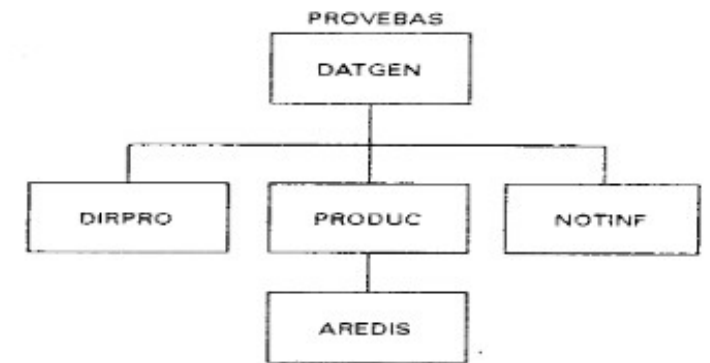 PROVEBAS
DATGEN
DIRPRO PRODUC NOTINF
AREDIS